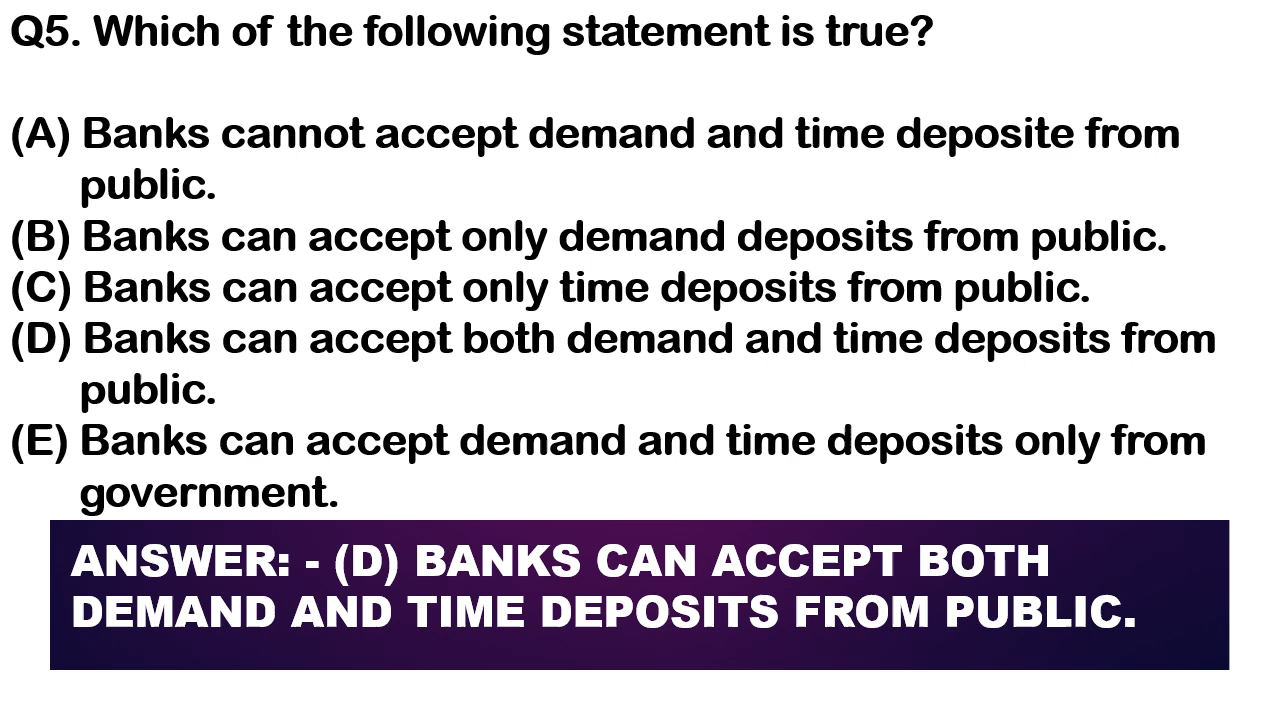 Q5. Which of the following statement is true?
(A) Banks cannot accept demand and time deposite from
public.
(B) Banks can accept only demand deposits from public.
(C) Banks can accept only time deposits from public.
(D) Banks can accept both demand and time deposits from
public.
(E) Banks can accept demand and time deposits only from
government.
ANSWER: - (D) BANKS CAN ACCEPT BOTH
DEMAND AND TIME DEPOSITS FROM PUBLIC.